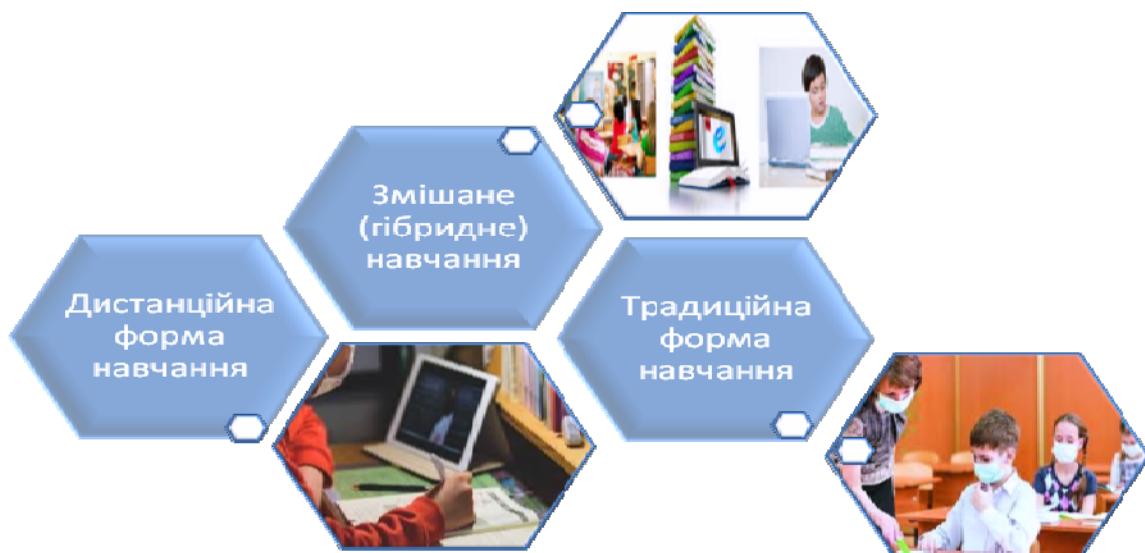 Змішане
(гібридне)
навчання
Дистанційна
форма
навчання
Традиційна
форма
навчання